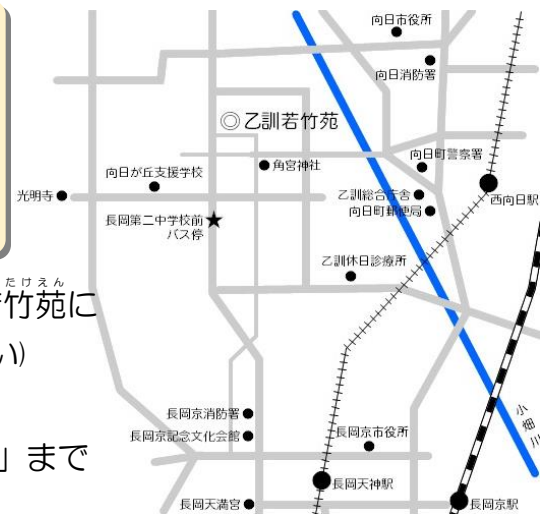 向日市役所
向日消防署
◎乙訓若竹苑
向日町警察署
角宮神社
向日が丘支援学校
光明寺
乙訓総合庁舎
西向日駅
向日町郵便局
長岡第二中学校前
バス停
乙訓休日診療所
たけえん
竹苑に
い)
小畑川
長岡京消防署
長岡京記念文化会館
長岡京市役所
」まで
長岡天神駅
長岡天満宮
長岡京駅